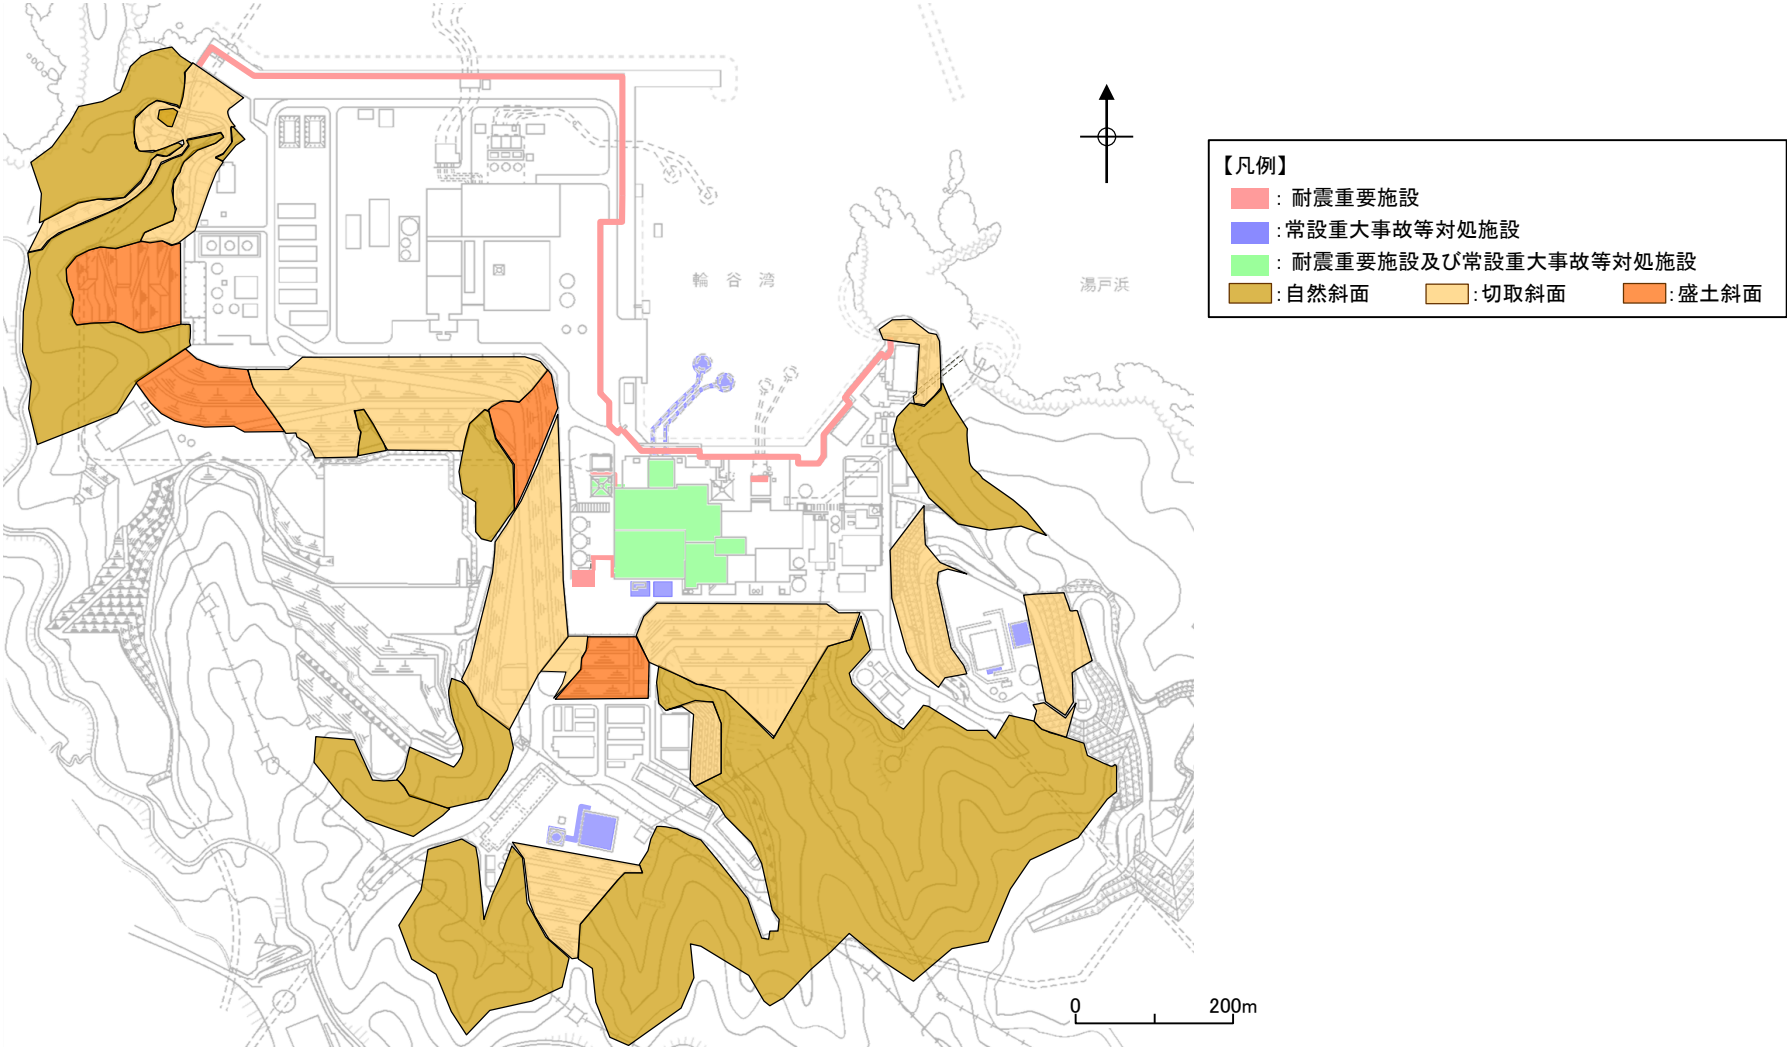 【凡例】
：耐震重要施設
：常設重大事故等対処施設
：耐震重要施設及び常設重大事故等対処施設
：自然斜面 ：切取斜面 ：盛土斜面
輪谷湾
湯戸浜
0 200m